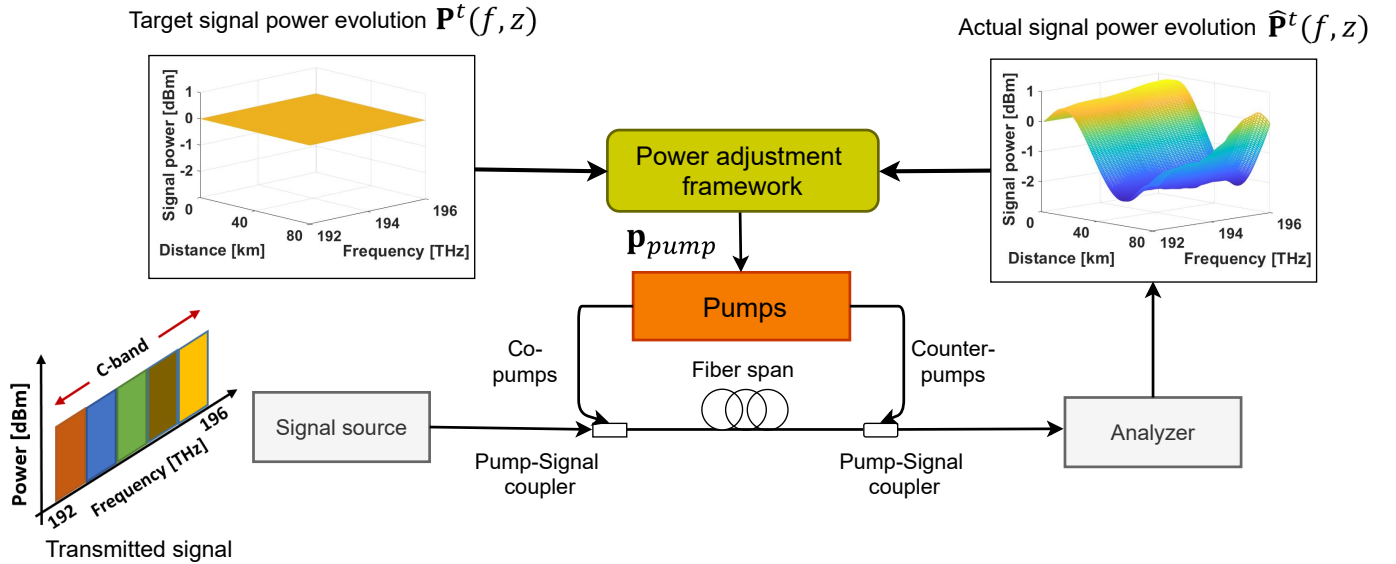 Target signal power evolution 𝐏ᵗ(f, z)
Actual signal power evolution 𝐏̂ᵗ(f, z)
Signal power [dBm]
1
0
-1
-2
0
40
80
192
194
196
Distance [km]
Frequency [THz]
Power adjustment
framework
Signal power [dBm]
1
0
-1
-2
0
40
80
192
194
196
Distance [km]
Frequency [THz]
𝐩pump
Pumps
Co-
pumps
Counter-
pumps
Fiber span
C-band
Power [dBm]
192
Frequency [THz]
196
Transmitted signal
Signal source
Pump-Signal
coupler
Pump-Signal
coupler
Analyzer